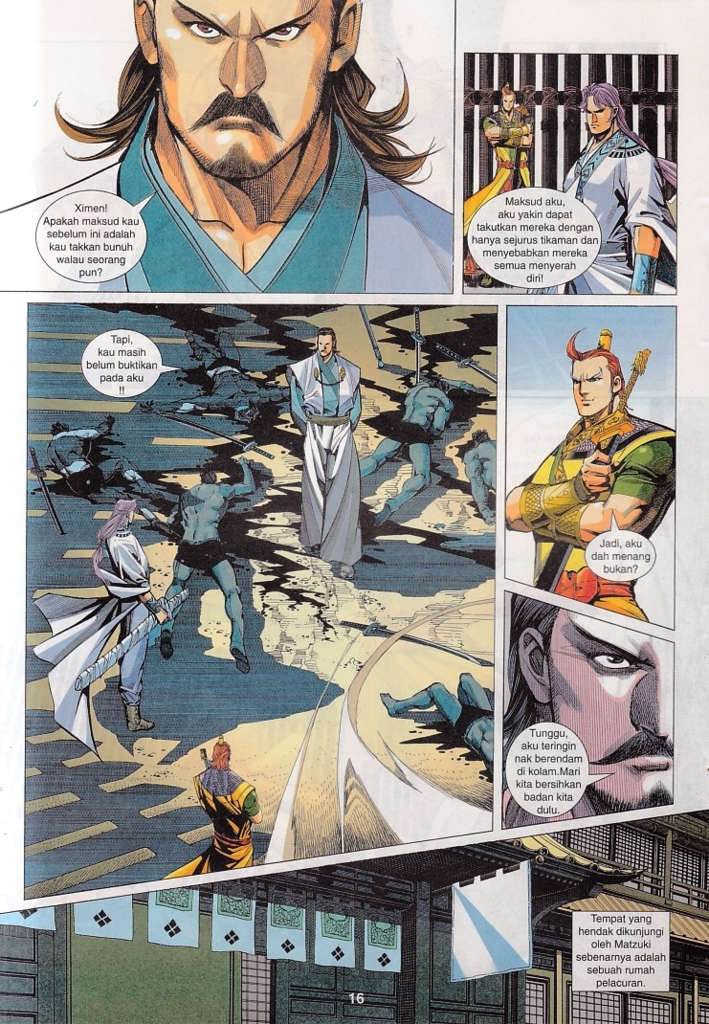 Ximen!
Apakah maksud kau
sebelum ini adalah
kau takkan bunuh
walau seorang
pun?
Maksud aku,
aku yakin dapat
takutkan mereka dengan
hanya sejurus tikaman dan
menyebabkan mereka
semua menyerah
diri!
Tapi,
kau masih
belum buktikan
pada aku
!!
Jadi, aku
dah menang
bukan?
Tunggu,
aku teringin
nak berendam
di kolam.Mari
kita bersihkan
badan kita
dulu.
Tempat yang
hendak dikunjungi
oleh Matzuki
sebenarnya adalah
sebuah rumah
pelacuran.
16